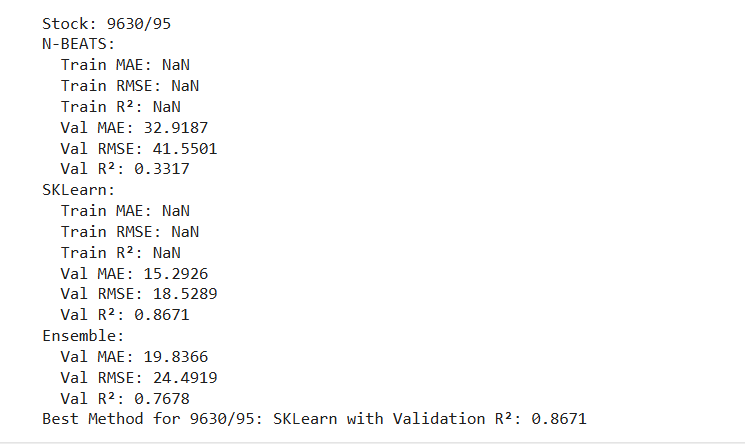 Stock: 9630/95
N-BEATS:
Train MAE: NaN
Train RMSE: NaN
Train R²: NaN
Val MAE: 32.9187
Val RMSE: 41.5501
Val R²: 0.3317
SKLearn:
Train MAE: NaN
Train RMSE: NaN
Train R²: NaN
Val MAE: 15.2926
Val RMSE: 18.5289
Val R²: 0.8671
Ensemble:
Val MAE: 19.8366
Val RMSE: 24.4919
Val R²: 0.7678
Best Method for 9630/95: SKLearn with Validation R²: 0.8671